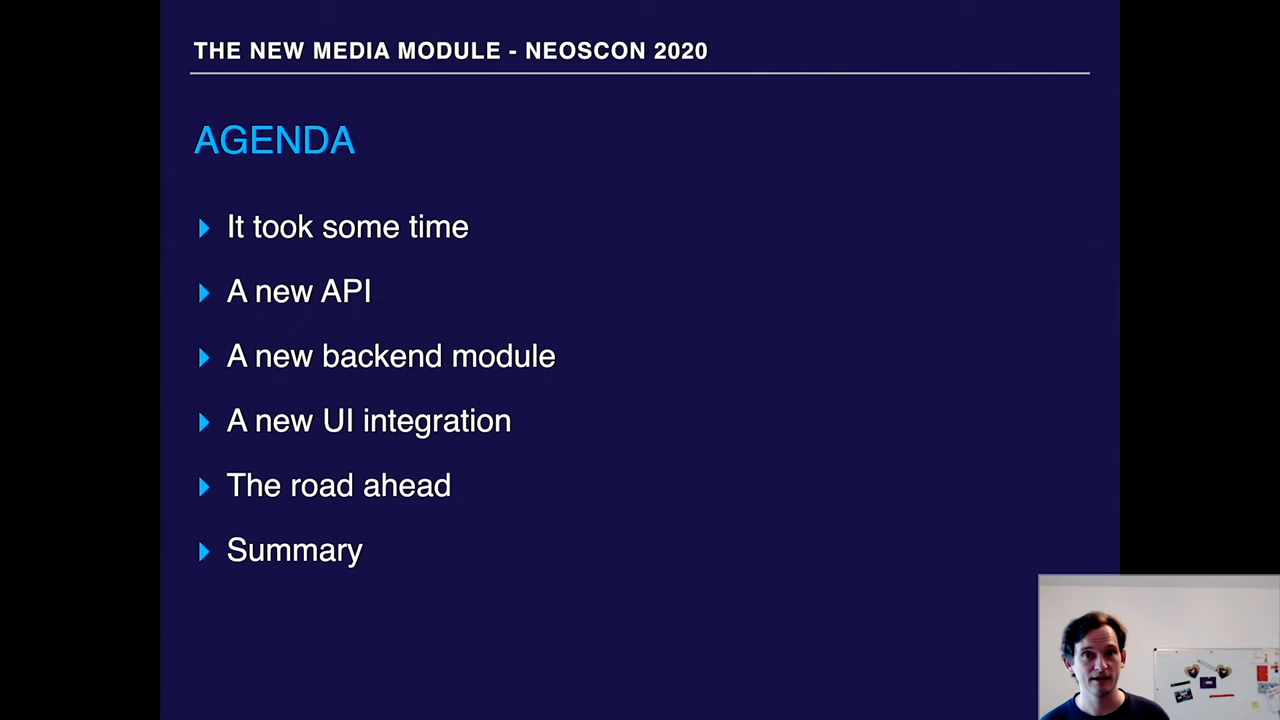 THE NEW MEDIA MODULE - NEOSCON 2020
AGENDA
It took some time
A new API
A new backend module
A new UI integration
The road ahead
Summary